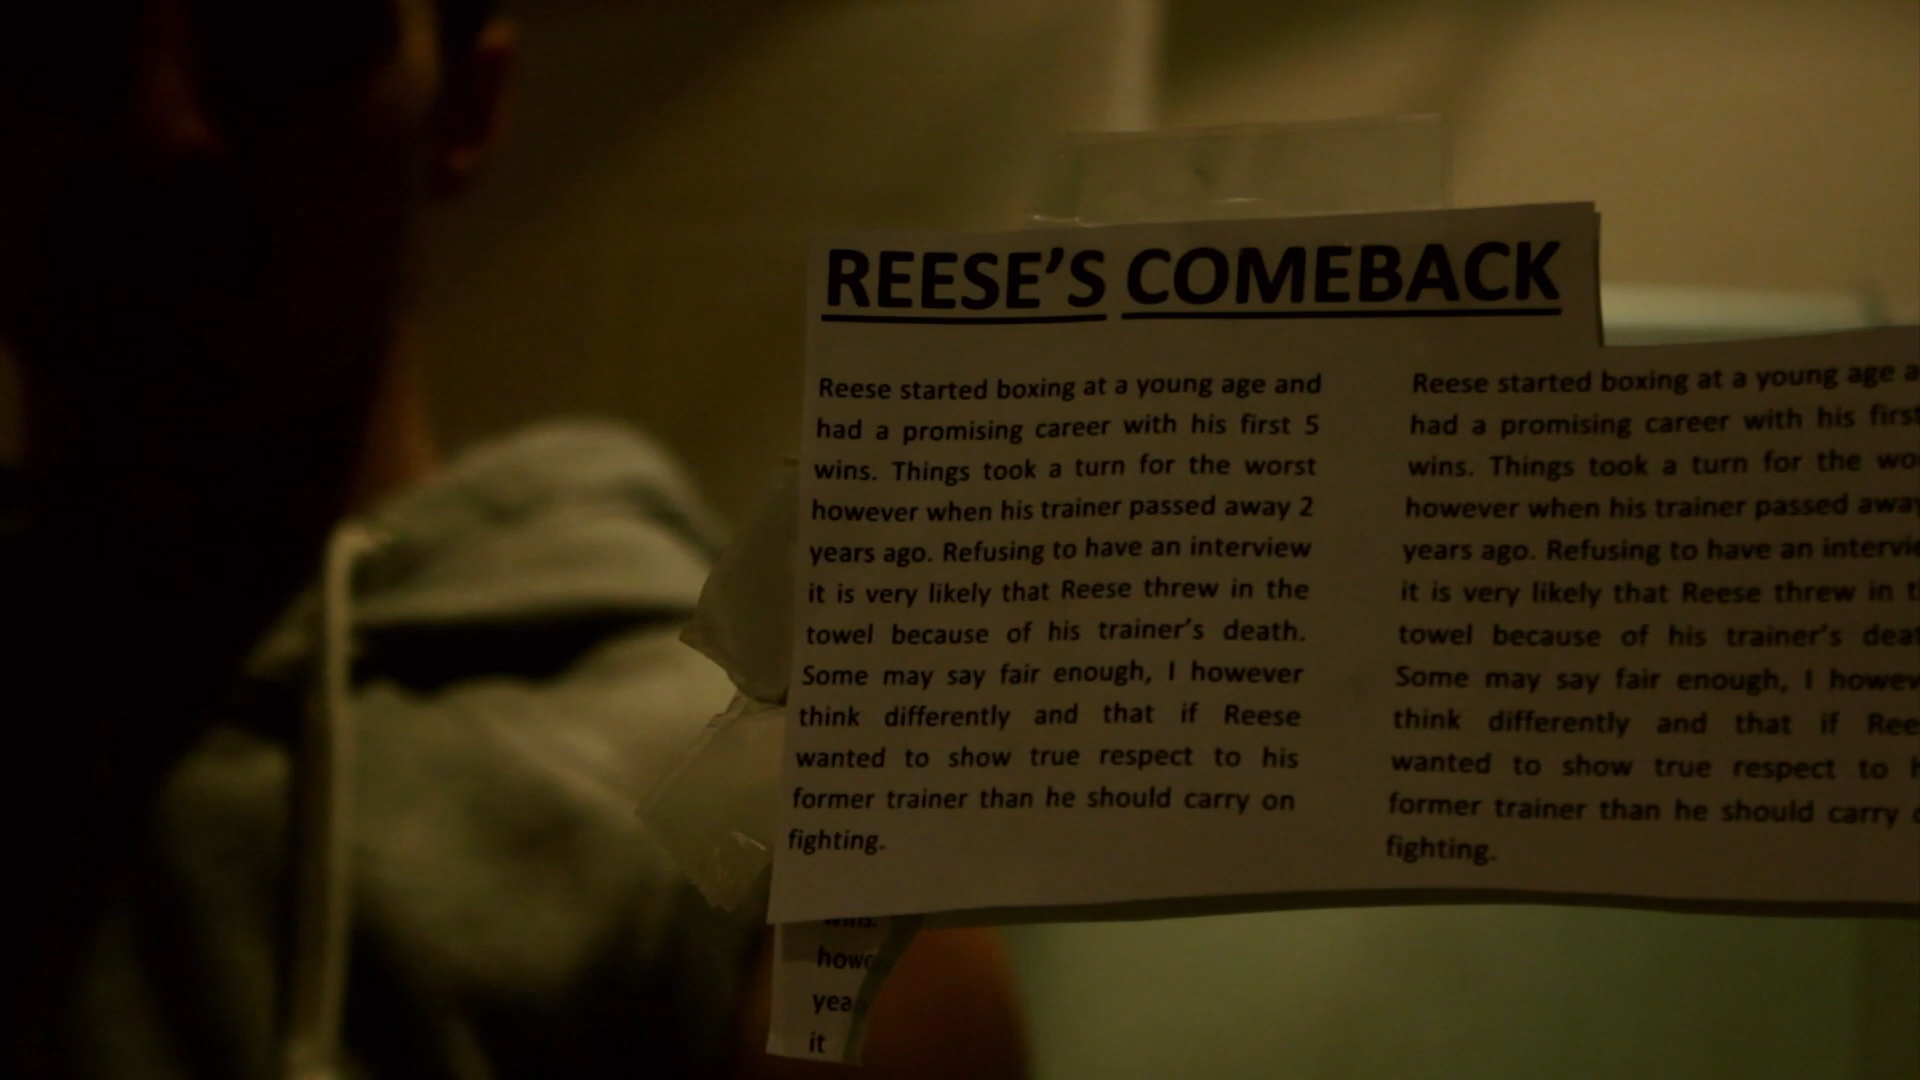 REESE'S COMEBACK
Reese started boxing at a young age and
had a promising career with his first 5
wins. Things took a turn for the worst
however when his trainer passed away 2
years ago. Refusing to have an interview
it is very likely that Reese threw in the
towel because of his trainer's death.
Some may say fair enough, I however
think differently and that if Reese
wanted to show true respect to his
former trainer than he should carry on
fighting.
Reese started boxing at a young age
had a promising career with his first
wins. Things took a turn for the
however when his trainer passed
years ago. Refusing to have an
it is very likely that Reese threw in
towel because of his trainer's
Some may say fair enough, I
think differently and that if
wanted to show true respect to
former trainer than he should carry
fighting.
wins.
it